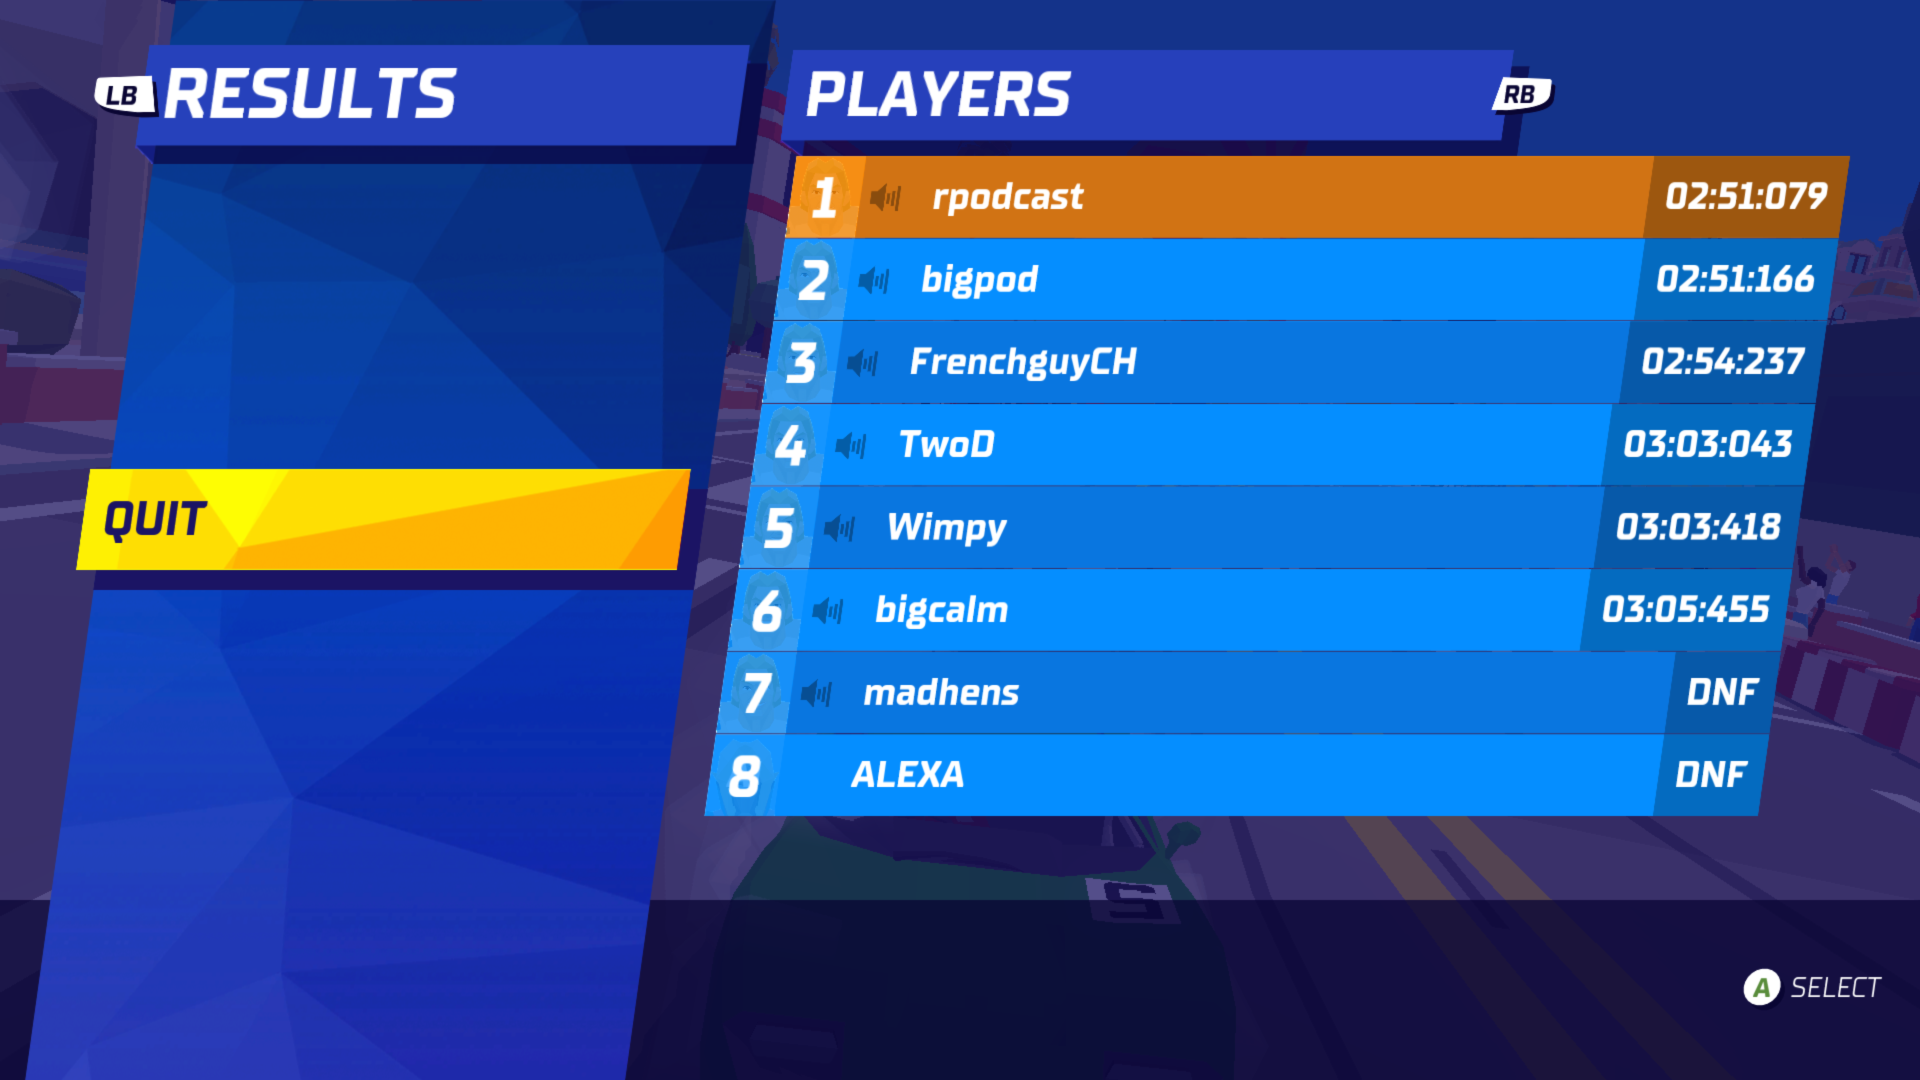 LB RESULTS
PLAYERS RB
1 rpodcast 02:51:079
2 bigpod 02:51:166
3 FrenchguyCH 02:54:237
4 TwoD 03:03:043
5 Wimpy 03:03:418
6 bigcalm 03:05:455
7 madhens DNF
8 ALEXA DNF
QUIT
5
A SELECT